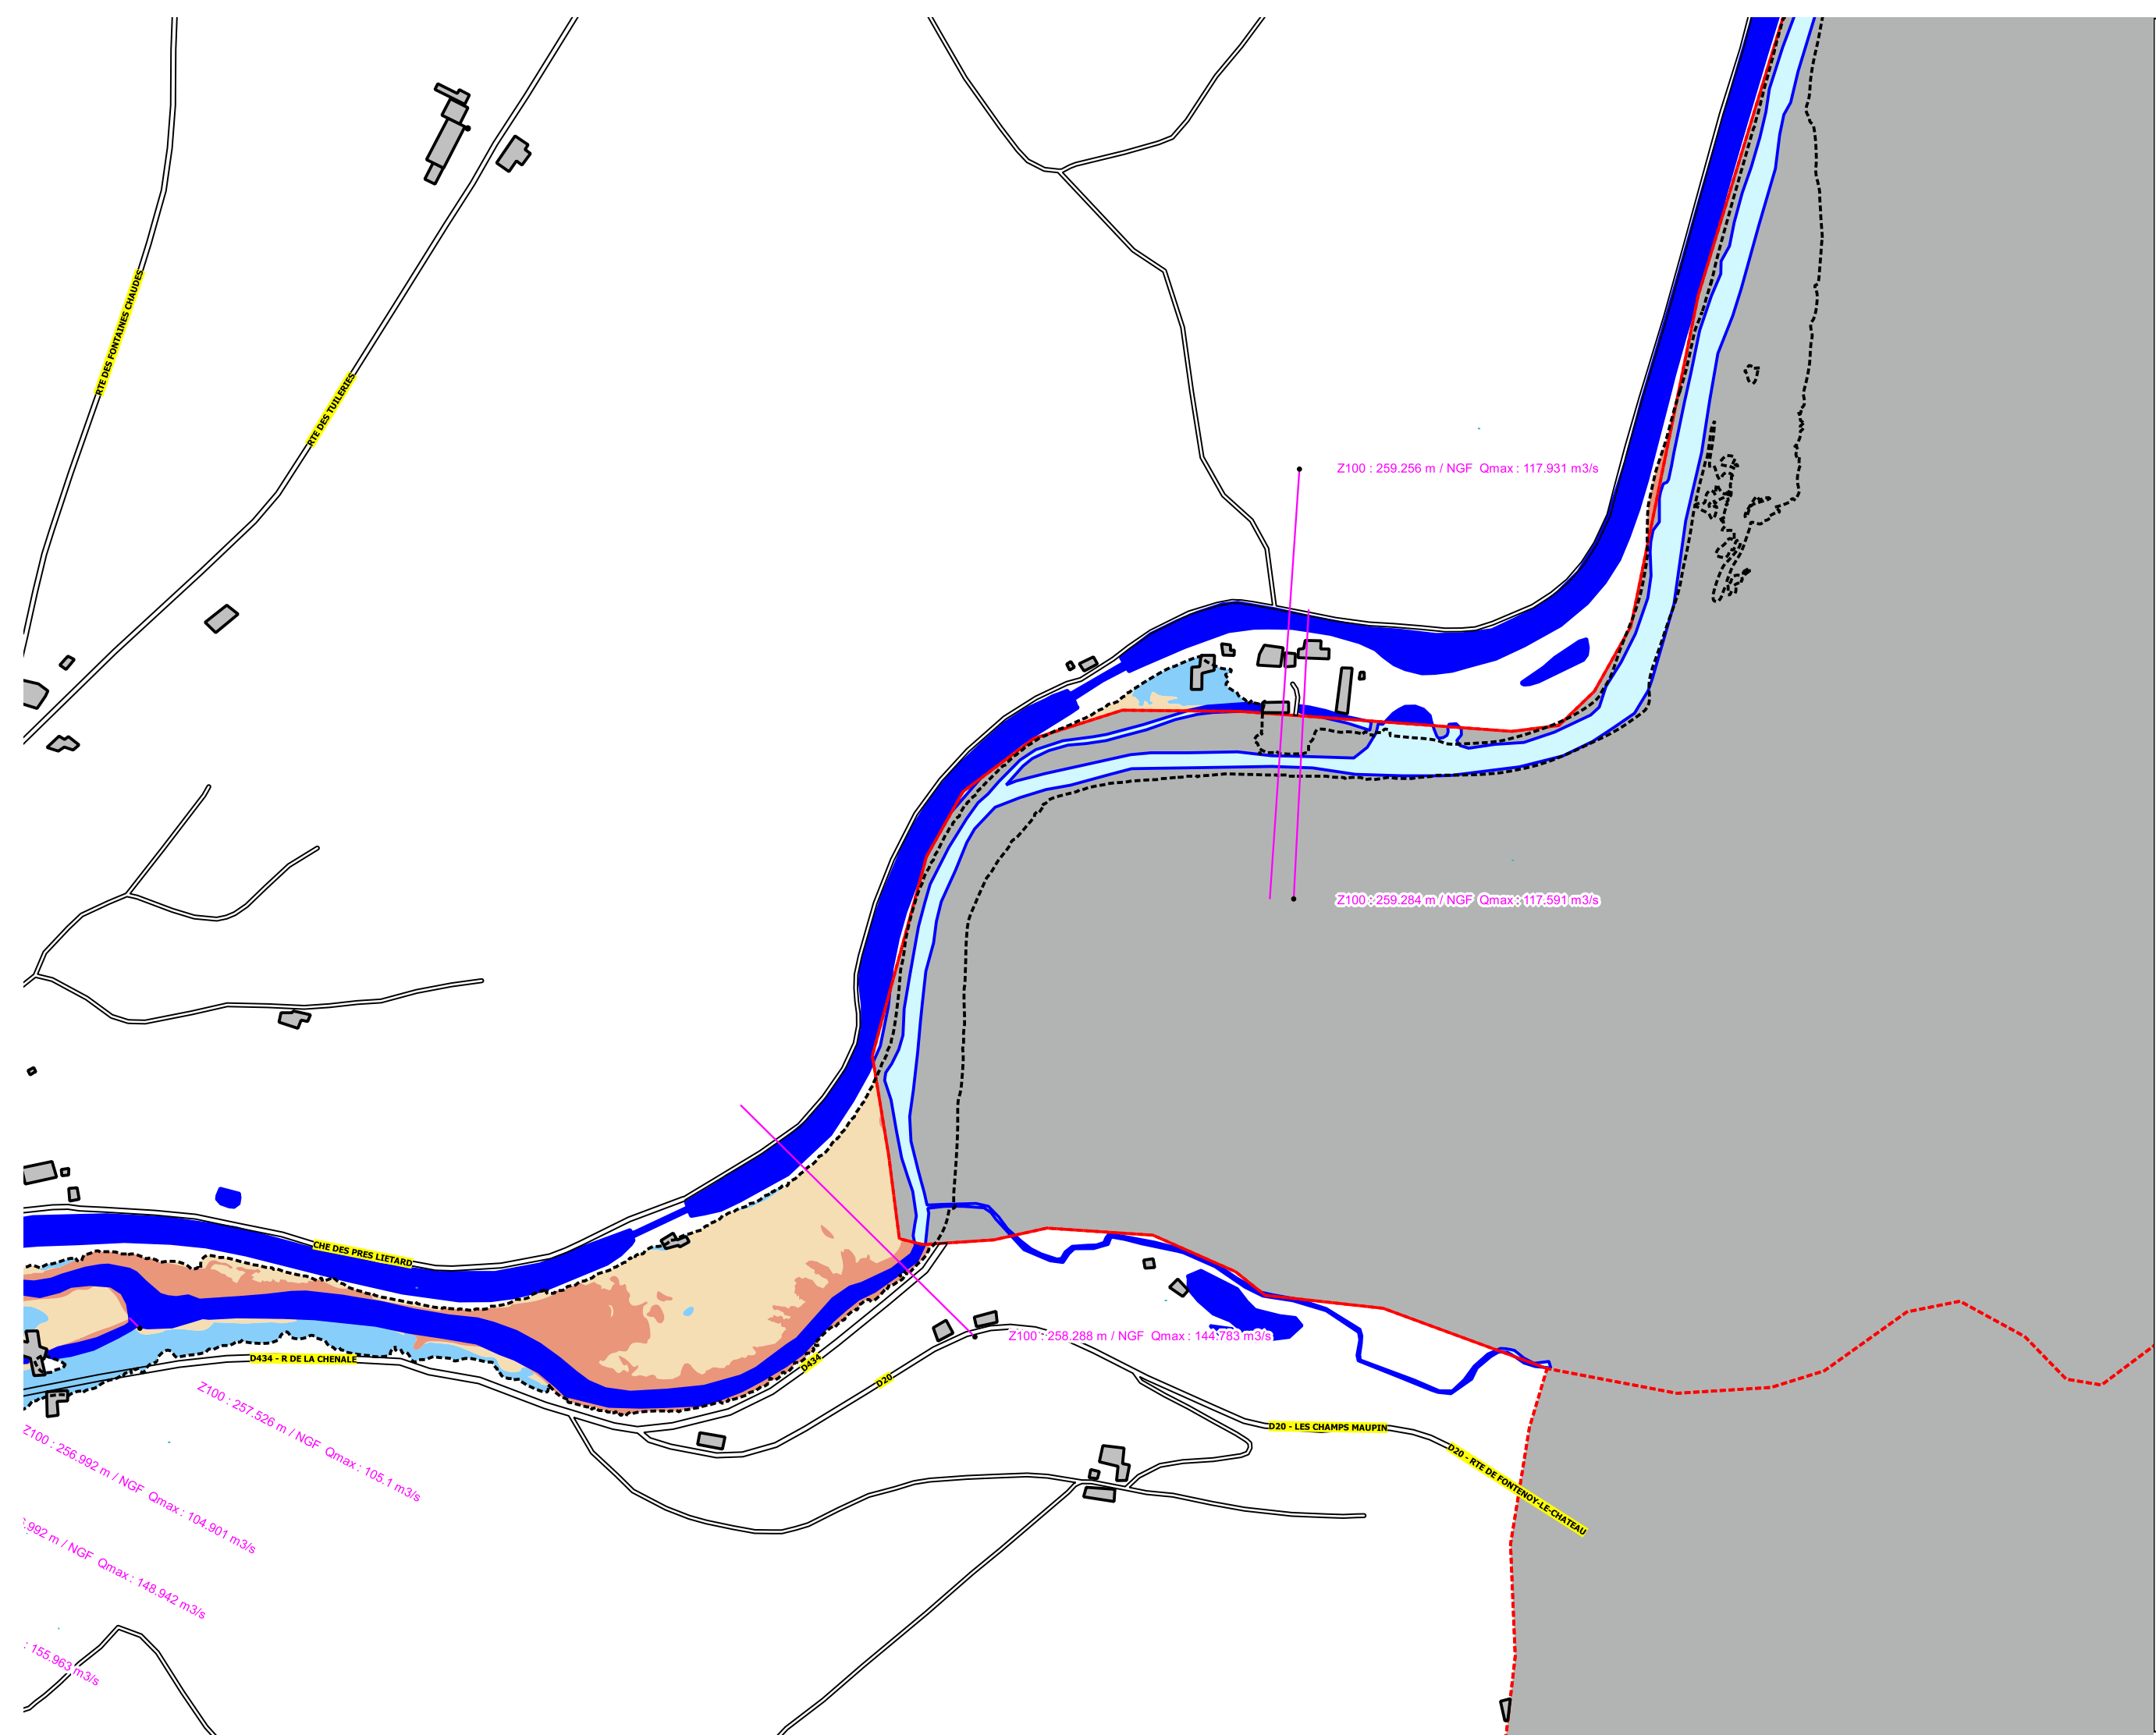 RTE DES FONTAINES CHAUDES
RTE DES TUILERIES
Z100 : 259.256 m / NGF Qmax : 117.931 m3/s
Z100 : 259.284 m / NGF Qmax : 117.591 m3/s
CHE DES PRES LIETARD
Z100 : 258.288 m / NGF Qmax : 144.783 m3/s
D434 - R DE LA CHENALE
D434
D20
Z100 : 257.526 m / NGF Qmax : 105.1 m3/s
D20 - LES CHAMPS MAUPIN
D20 - RTE DE FONTENOY-LE-CHATEAU
Z100 : 256.992 m / NGF Qmax : 104.901 m3/s
.992 m / NGF Qmax : 148.942 m3/s
: 155.963 m3/s